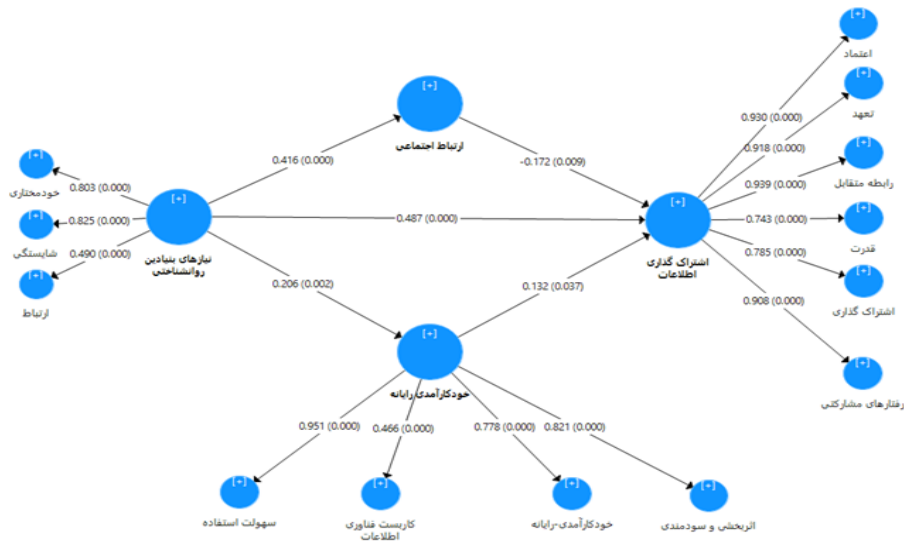 [+]
اعتماد
[+]
تعهد
[+]
رابطه متقابل
[+]
قدرت
[+]
اشتراک گذاری
[+]
رفتارهای مشارکتی
0.930 (0.000)
0.918 (0.000)
0.939 (0.000)
0.743 (0.000)
0.785 (0.000)
0.908 (0.000)
[+]
اشتراک گذاری
اطلاعات
[+]
ارتباط اجتماعی
0.416 (0.000)
-0.172 (0.009)
0.487 (0.000)
0.206 (0.002)
0.132 (0.037)
[+]
نیازهای بنیادین
روانشناختی
0.803 (0.000)
0.825 (0.000)
0.490 (0.000)
[+]
خودمختاری
[+]
شایستگی
[+]
ارتباط
[+]
خودکارآمدی رایانه
0.951 (0.000)
0.466 (0.000)
0.778 (0.000)
0.821 (0.000)
[+]
اثربخشی و سودمندی
[+]
خودکارآمدی-رایانه
[+]
کاربست فناوری
اطلاعات
[+]
سهولت استفاده